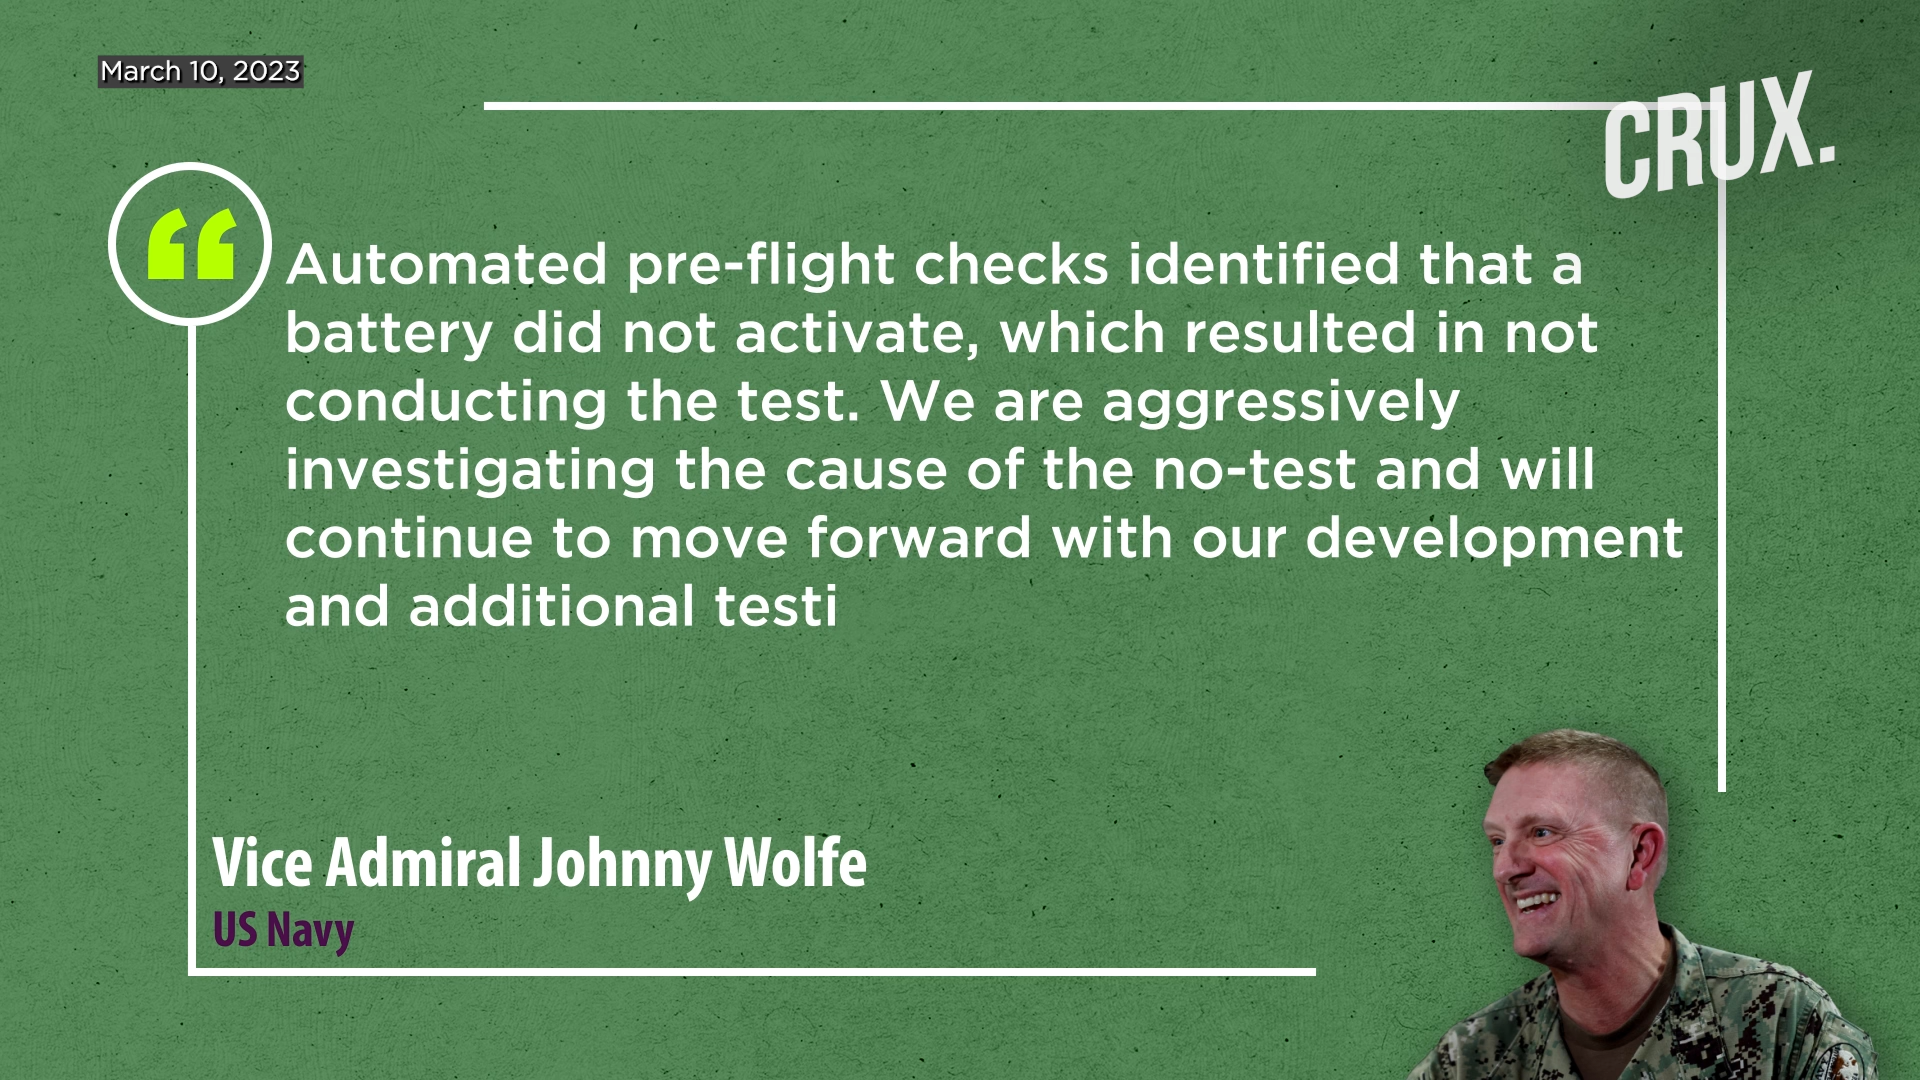 March 10, 2023
CRUX.
“
Automated pre-flight checks identified that a
battery did not activate, which resulted in not
conducting the test. We are aggressively
investigating the cause of the no-test and will
continue to move forward with our development
and additional testi
Vice Admiral Johnny Wolfe
US Navy